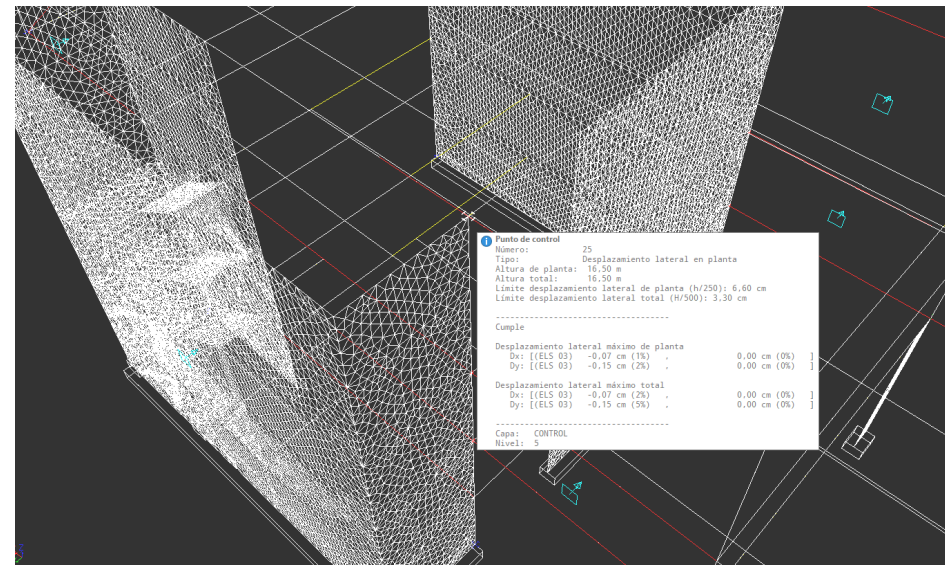 Punto de control
Número: 25
Tipo: Desplazamiento lateral en planta
Altura de planta: 16,50 m
Altura total: 16,50 m
Límite desplazamiento lateral de planta (h/250): 6,60 cm
Límite desplazamiento lateral total (H/500): 3,30 cm
------------------------------------
Cumple
Desplazamiento lateral máximo de planta
Dx: [(ELS 03) -0.07 cm (1%) , 0.00 cm (0%) ]
Dy: [(ELS 03) -0.15 cm (2%) , 0.00 cm (0%) ]
Desplazamiento lateral máximo total
Dx: [(ELS 03) -0.07 cm (2%) , 0.00 cm (0%) ]
Dy: [(ELS 03) -0.15 cm (5%) , 0.00 cm (0%) ]
------------------------------------
Capa: CONTROL
Nivel: 5